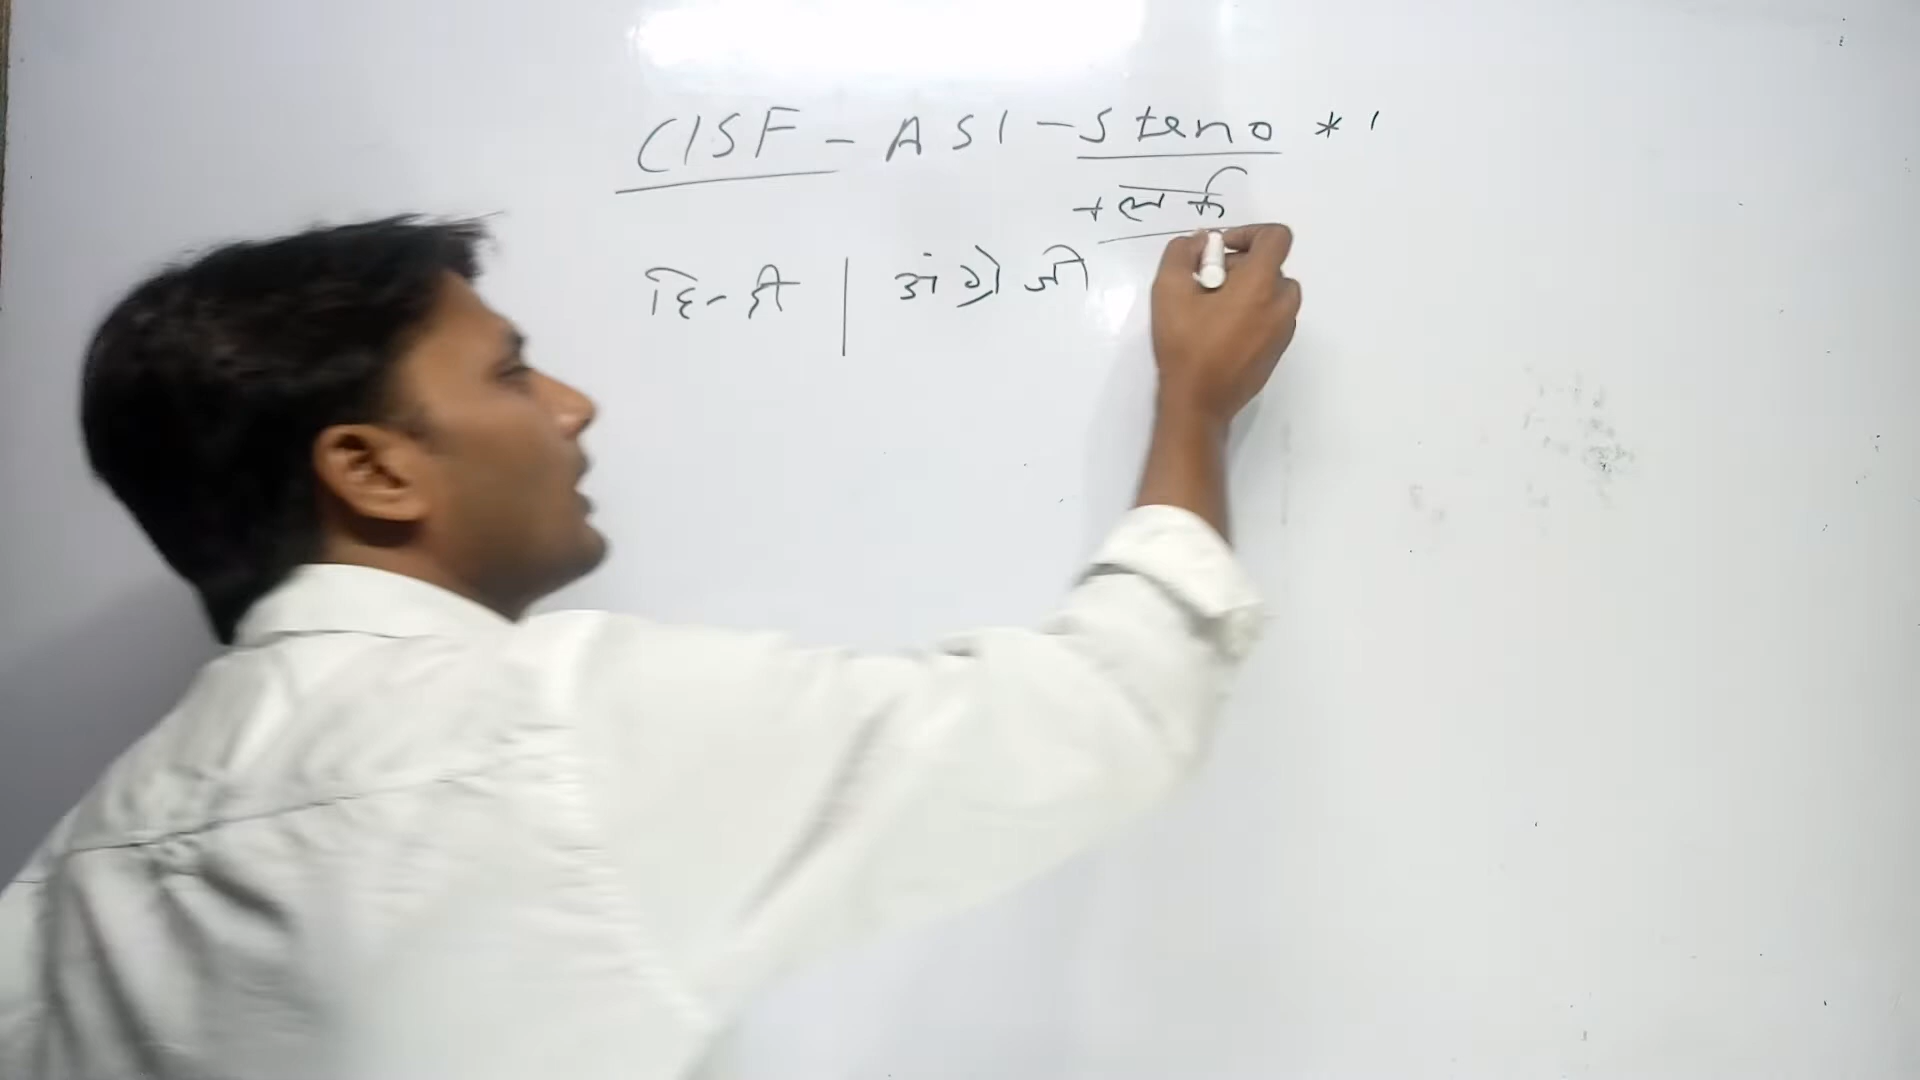 CISF - ASI - Steno *
+ क्लर्क
हिन्दी | अंग्रेजी